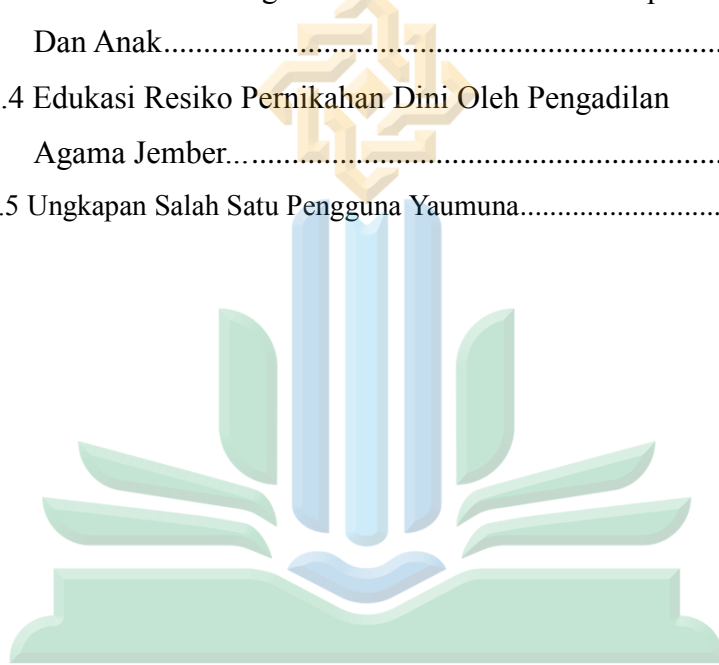 Dan Anak......................................................................
.4 Edukasi Resiko Pernikahan Dini Oleh Pengadilan
Agama Jember..............................................................
.5 Ungkapan Salah Satu Pengguna Yaumuna.........................